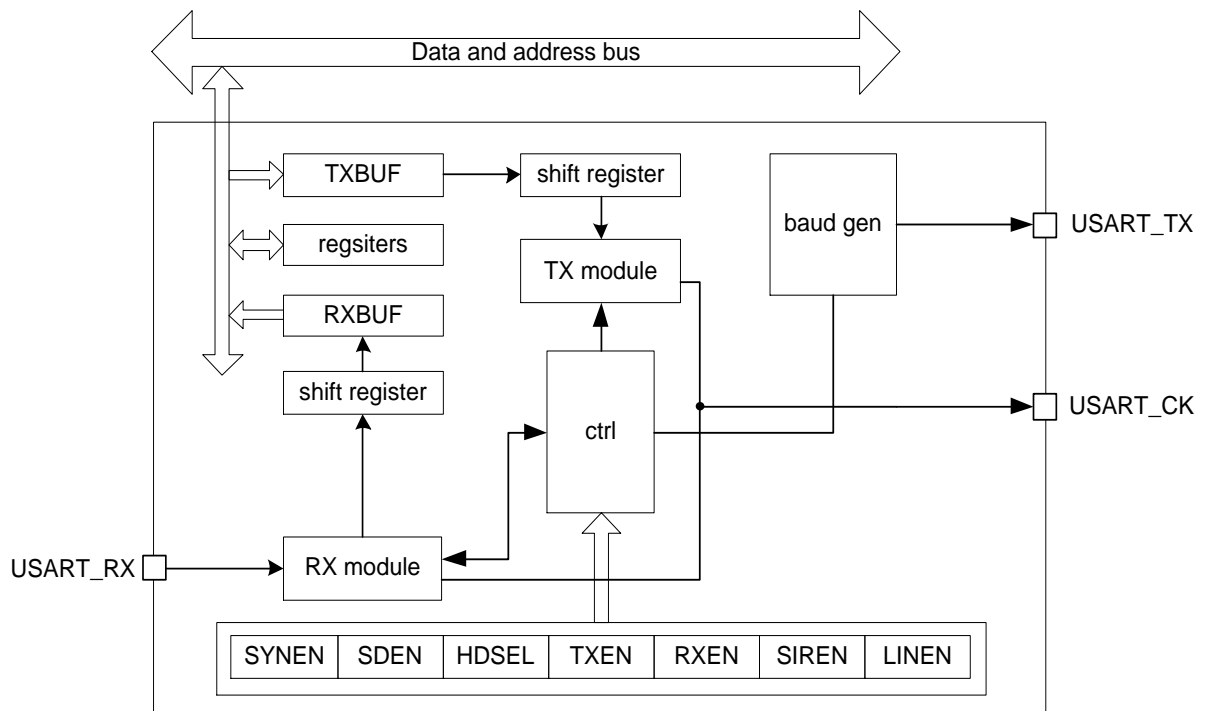 Data and address bus
TXBUF
shift register
baud gen
USART_TX
regsiters
TX module
RXBUF
shift register
ctrl
USART_CK
USART_RX
RX module
SYNEN SDEN HDSEL TXEN RXEN SIREN LINEN